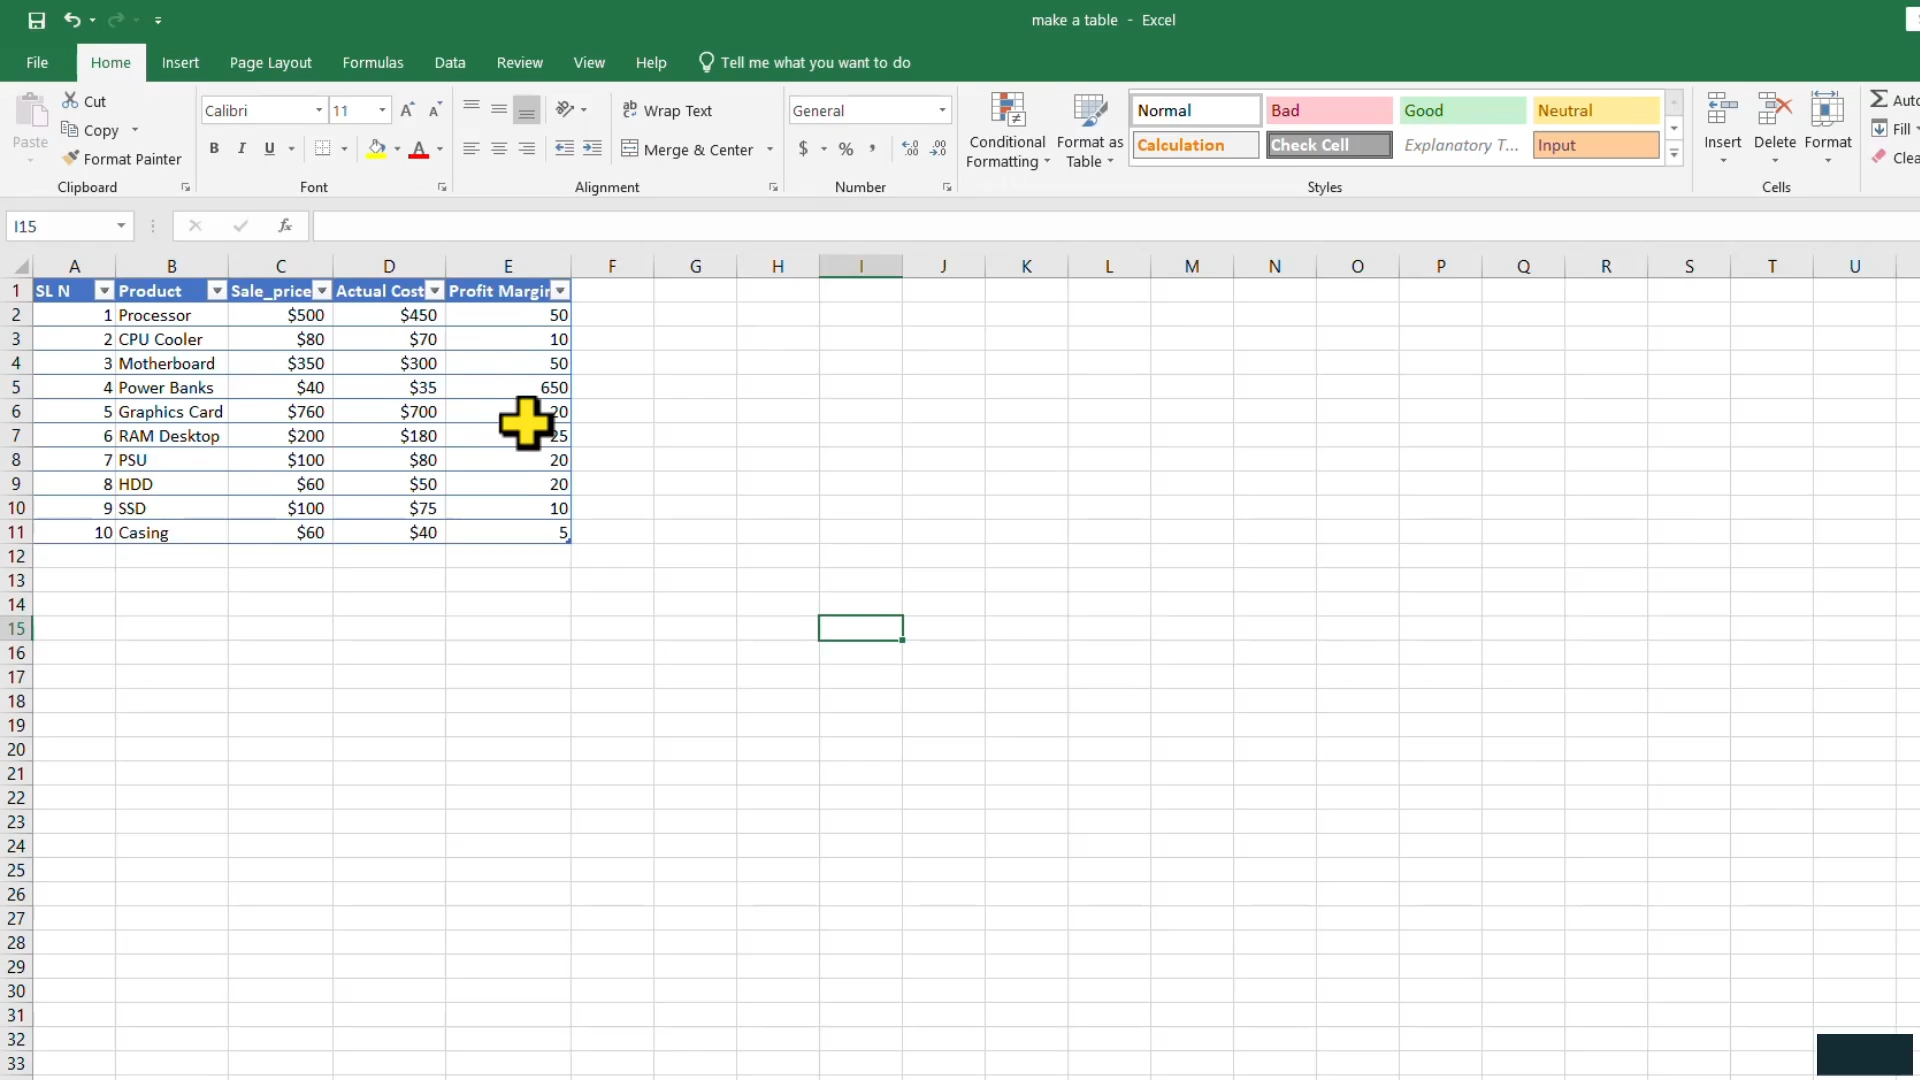 make a table - Excel
File Home Insert Page Layout Formulas Data Review View Help Tell me what you want to do
Paste
Cut
Copy
Format Painter
Clipboard
Calibri 11
B I U
Font
Wrap Text
Merge & Center
Alignment
General
$ % ,
Number
Conditional Formatting
Format as Table
Normal Bad Good Neutral
Calculation Check Cell Explanatory T... Input
Styles
Insert Delete Format
Cells
Fill
I15 fx
A B C D E F G H I J K L M N O P Q R S T U
1 SL N Product Sale_price Actual Cost Profit Margin
2 1 Processor $500 $450 50
3 2 CPU Cooler $80 $70 10
4 3 Motherboard $350 $300 50
5 4 Power Banks $40 $35 650
6 5 Graphics Card $760 $700 20
7 6 RAM Desktop $200 $180 25
8 7 PSU $100 $80 20
9 8 HDD $60 $50 20
10 9 SSD $100 $75 10
11 10 Casing $60 $40 5
12
13
14
15
16
17
18
19
20
21
22
23
24
25
26
27
28
29
30
31
32
33